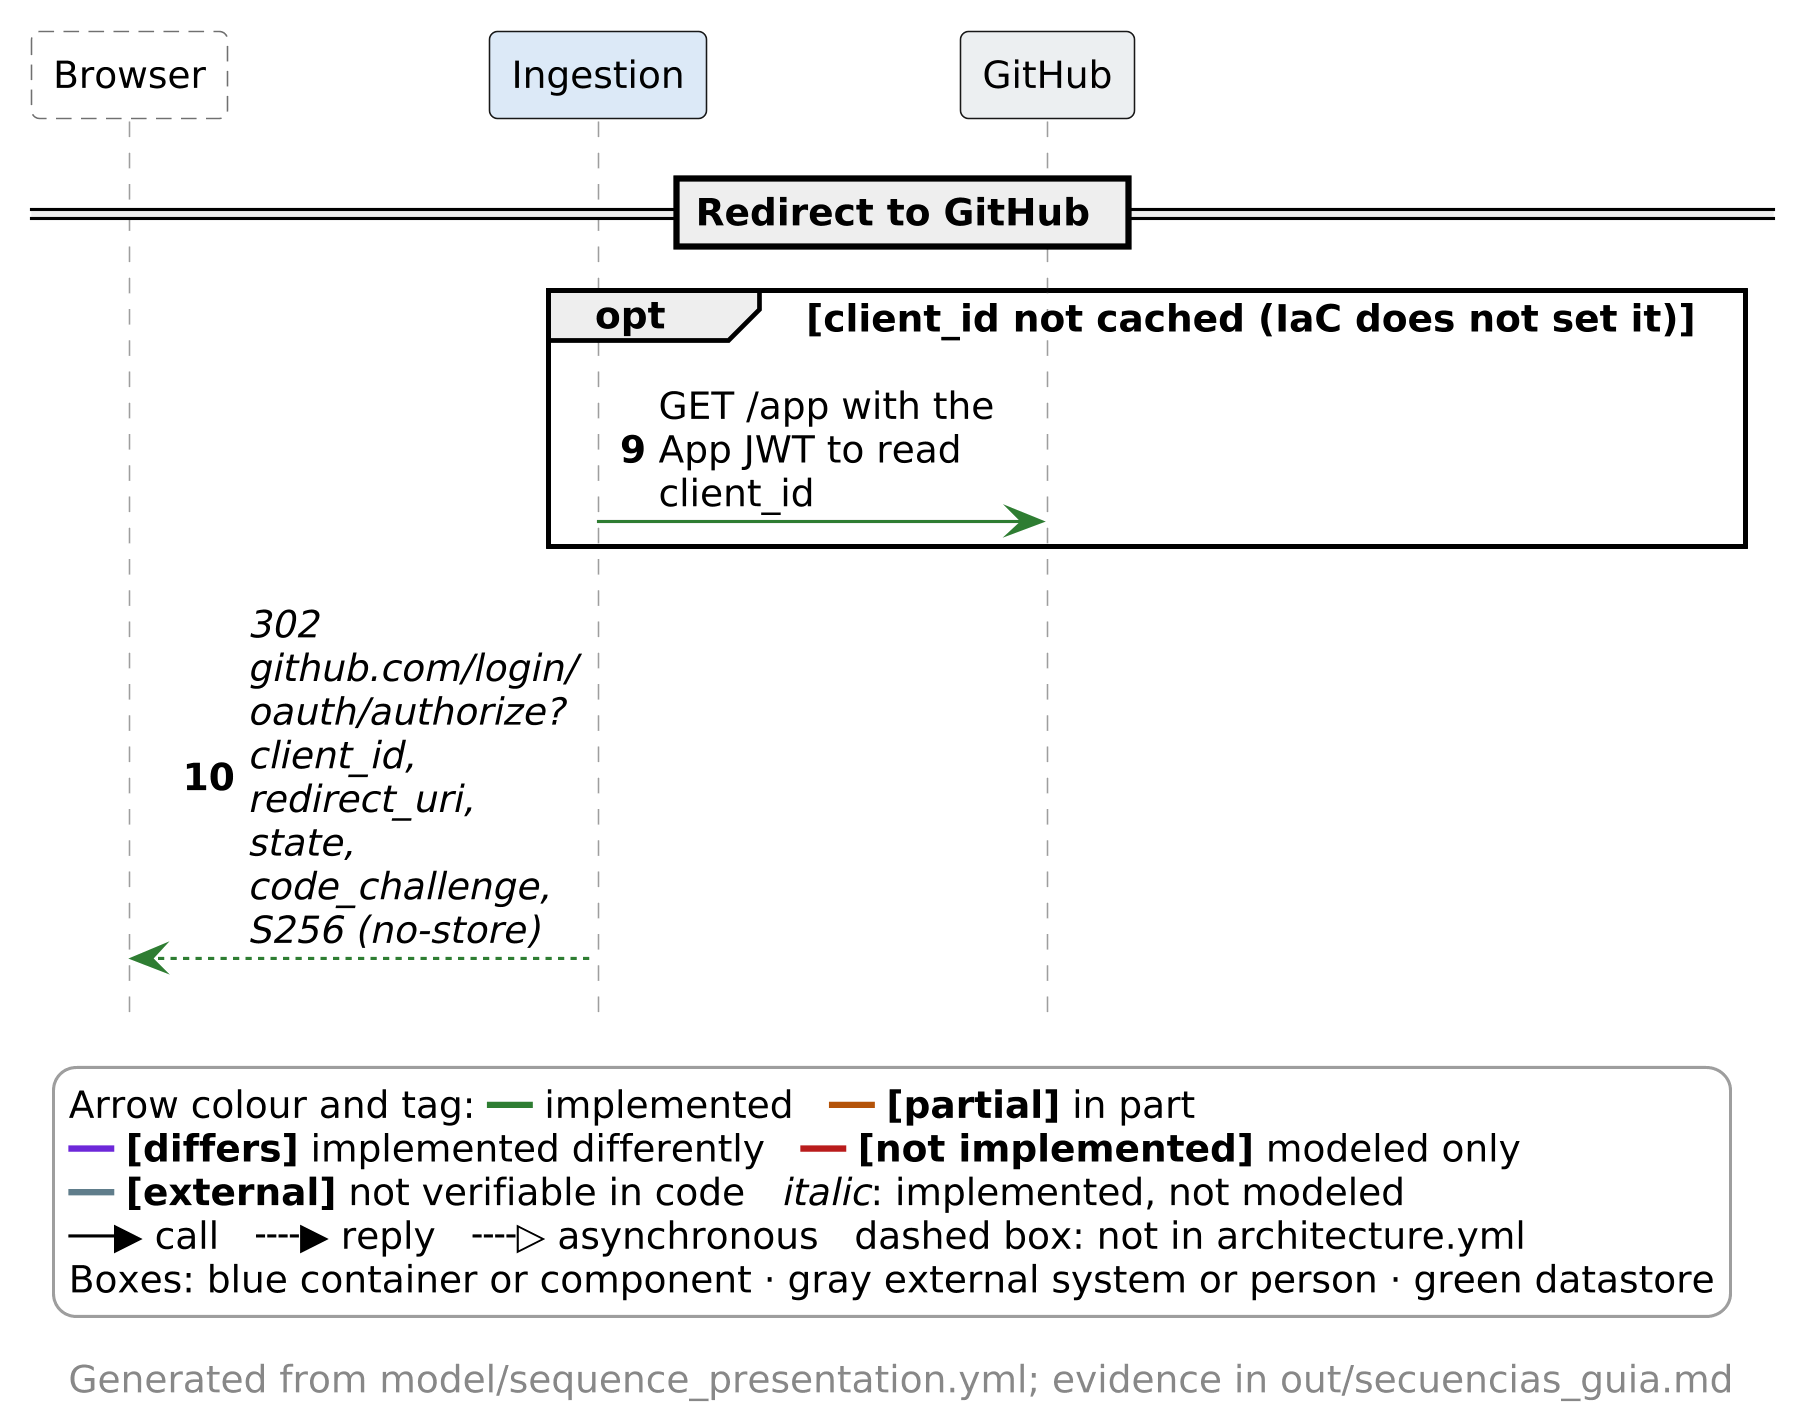 Browser
Ingestion
GitHub
Redirect to GitHub
opt
[client_id not cached (IaC does not set it)]
GET /app with the
9 App JWT to read
client_id
302
github.com/login/
oauth/authorize?
client_id,
10
redirect_uri,
state,
code_challenge,
S256 (no-store)
Arrow colour and tag: implemented [partial] in part
[differs] implemented differently [not implemented] modeled only
[external] not verifiable in code italic: implemented, not modeled
call reply asynchronous dashed box: not in architecture.yml
Boxes: blue container or component · gray external system or person · green datastore
Generated from model/sequence_presentation.yml; evidence in out/secuencias_guia.md